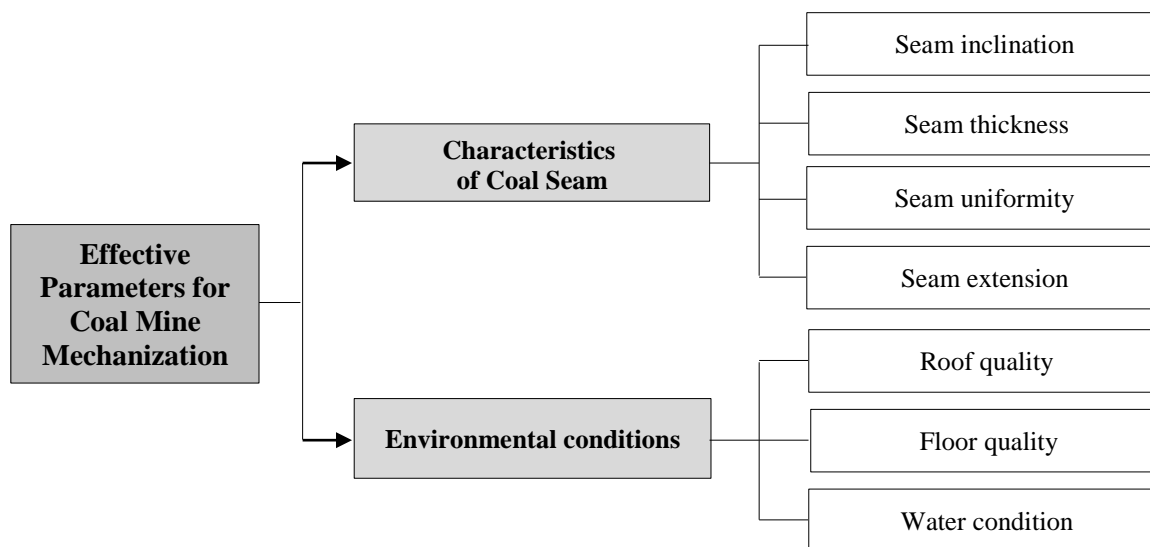 Effective
Parameters for
Coal Mine
Mechanization
Characteristics
of Coal Seam
Seam inclination
Seam thickness
Seam uniformity
Seam extension
Environmental conditions
Roof quality
Floor quality
Water condition